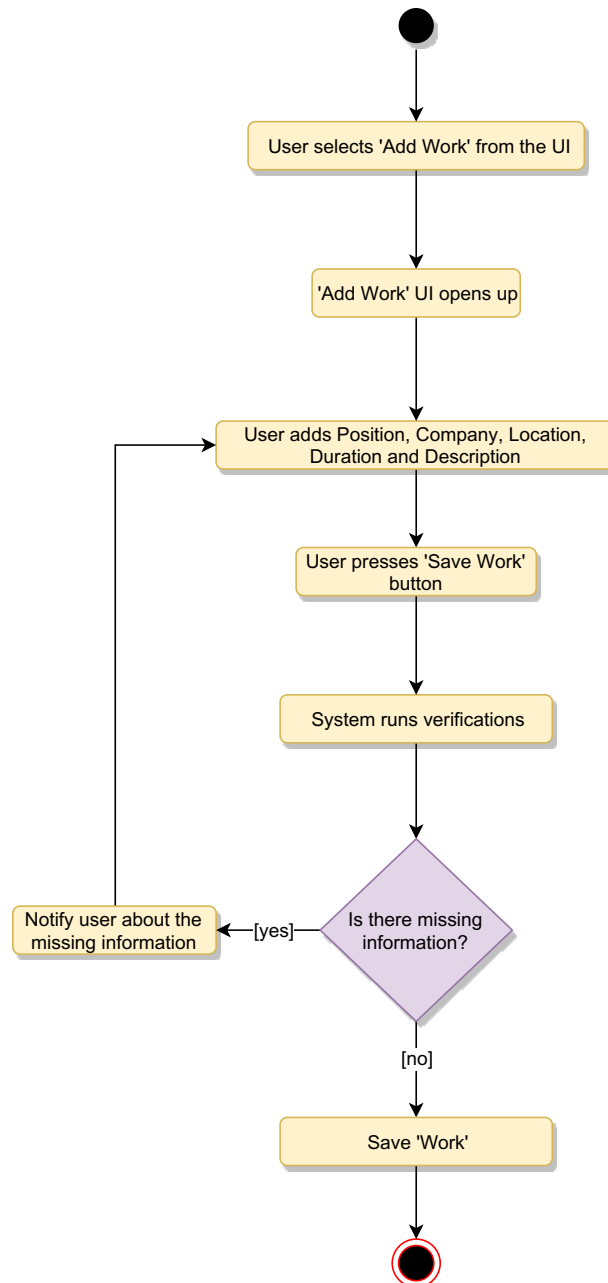 User selects 'Add Work' from the UI
'Add Work' UI opens up
User adds Position, Company, Location,
Duration and Description
User presses 'Save Work'
button
System runs verifications
Is there missing
information?
[yes]
Notify user about the
missing information
[no]
Save 'Work'